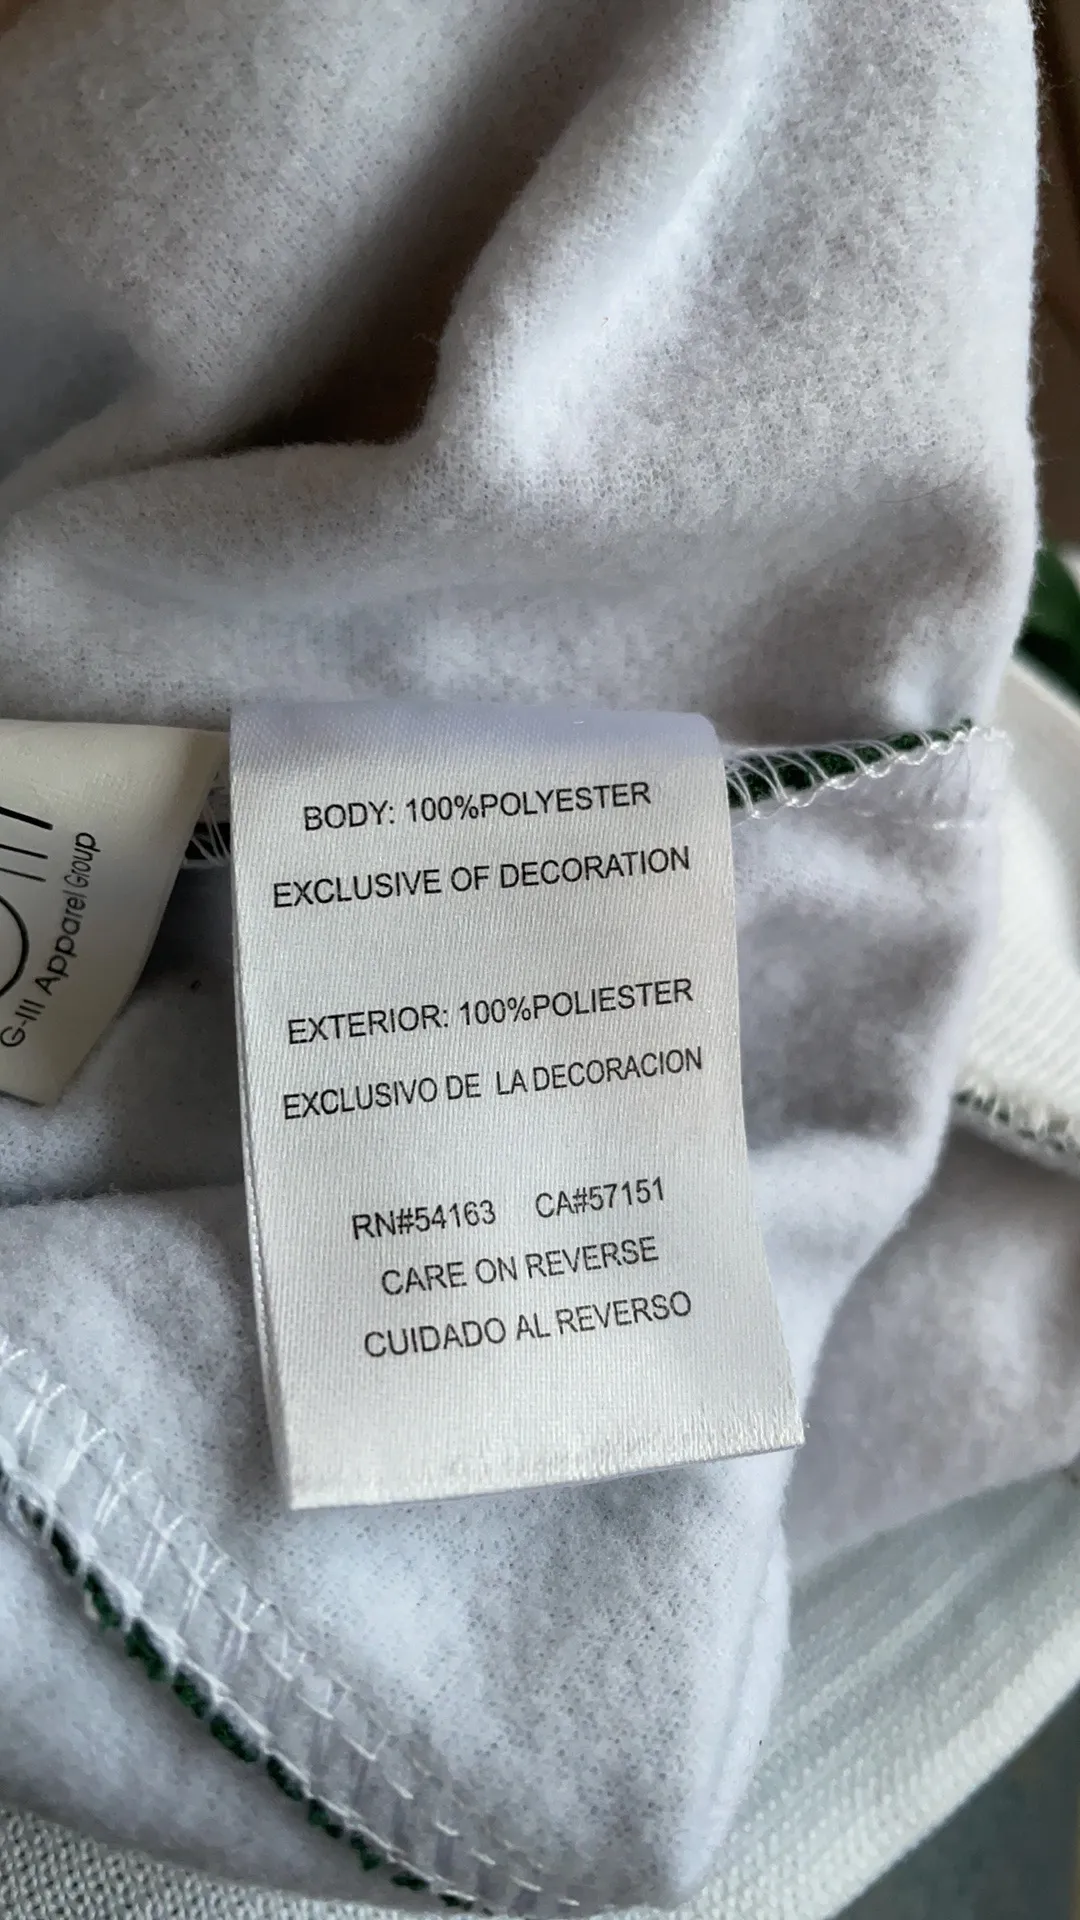 BODY: 100%POLYESTER
EXCLUSIVE OF DECORATION
EXTERIOR: 100%POLIESTER
EXCLUSIVO DE LA DECORACION
RN#54163 CA#57151
CARE ON REVERSE
CUIDADO AL REVERSO
G-III Apparel Group